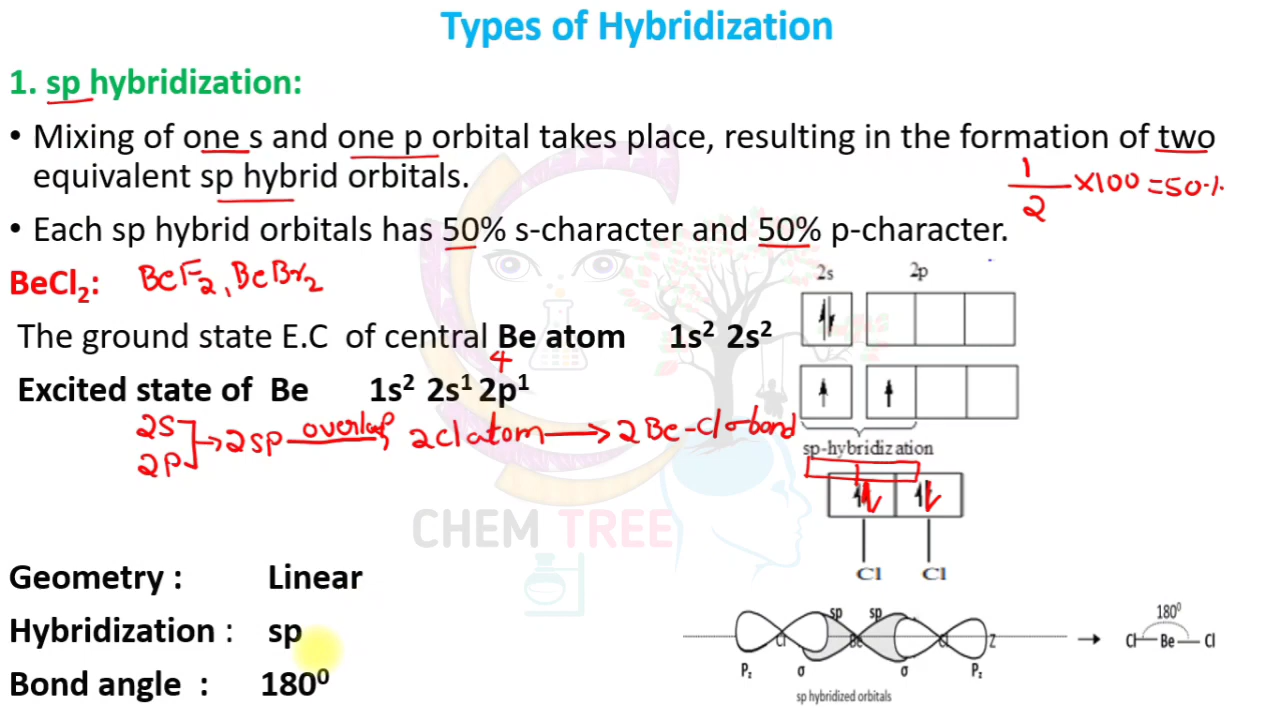 Types of Hybridization
1. sp hybridization:
• Mixing of one s and one p orbital takes place, resulting in the formation of two
equivalent sp hybrid orbitals.
1/2 ×100 =50%
• Each sp hybrid orbitals has 50% s-character and 50% p-character.
BeCl₂: BeF₂, BeBr₂
2s 2p
The ground state E.C of central Be atom 1s² 2s²
4
Excited state of Be 1s² 2s¹ 2p¹
2s
2p
→ 2sp overlap 2Cl atom → 2 Be-Cl σ-bond
sp-hybridization
CHEM TREE
Cl Cl
Geometry : Linear
Hybridization : sp
Bond angle : 180⁰
sp sp
Cl Be Cl Z
P₂ σ σ P₂
sp hybridized orbitals
180⁰
Cl—Be—Cl